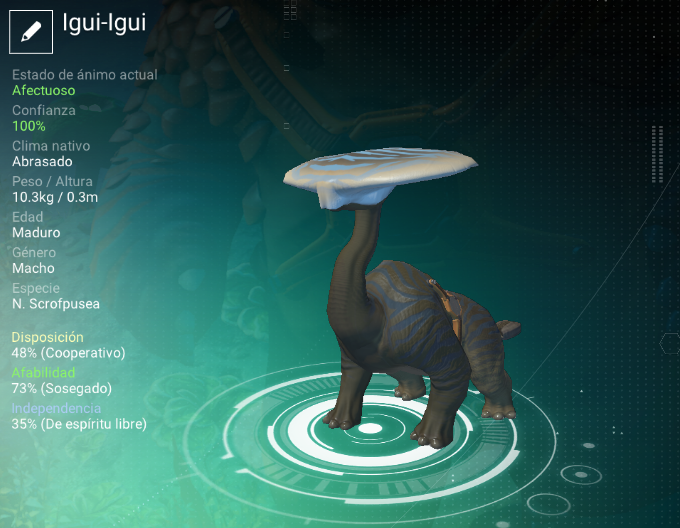 Igui-Igui
Estado de ánimo actual
Afectuoso
Confianza
100%
Clima nativo
Abrasado
Peso / Altura
10.3kg / 0.3m
Edad
Maduro
Género
Macho
Especie
N. Scrofpusea
Disposición
48% (Cooperativo)
Afabilidad
73% (Sosegado)
Independencia
35% (De espíritu libre)